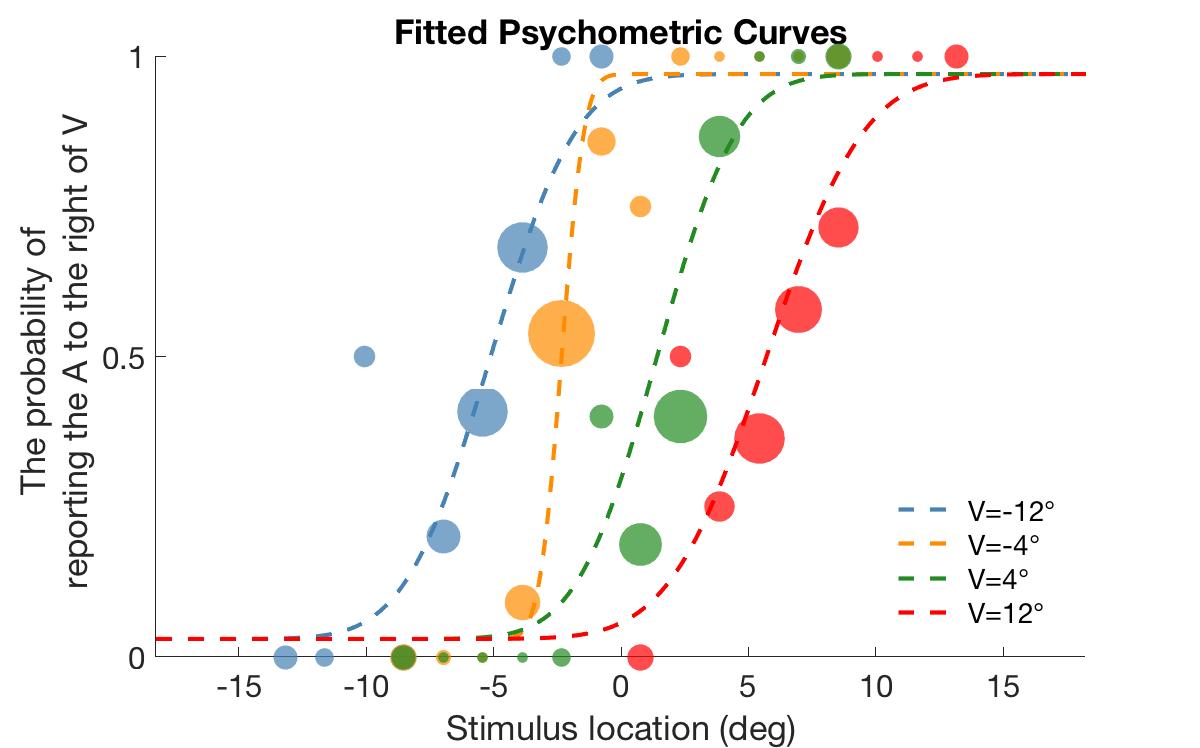 Fitted Psychometric Curves
The probability of
reporting the A to the right of V
1
0.5
0
-15
-10
-5
0
5
10
15
Stimulus location (deg)
V=-12°
V=-4°
V=4°
V=12°